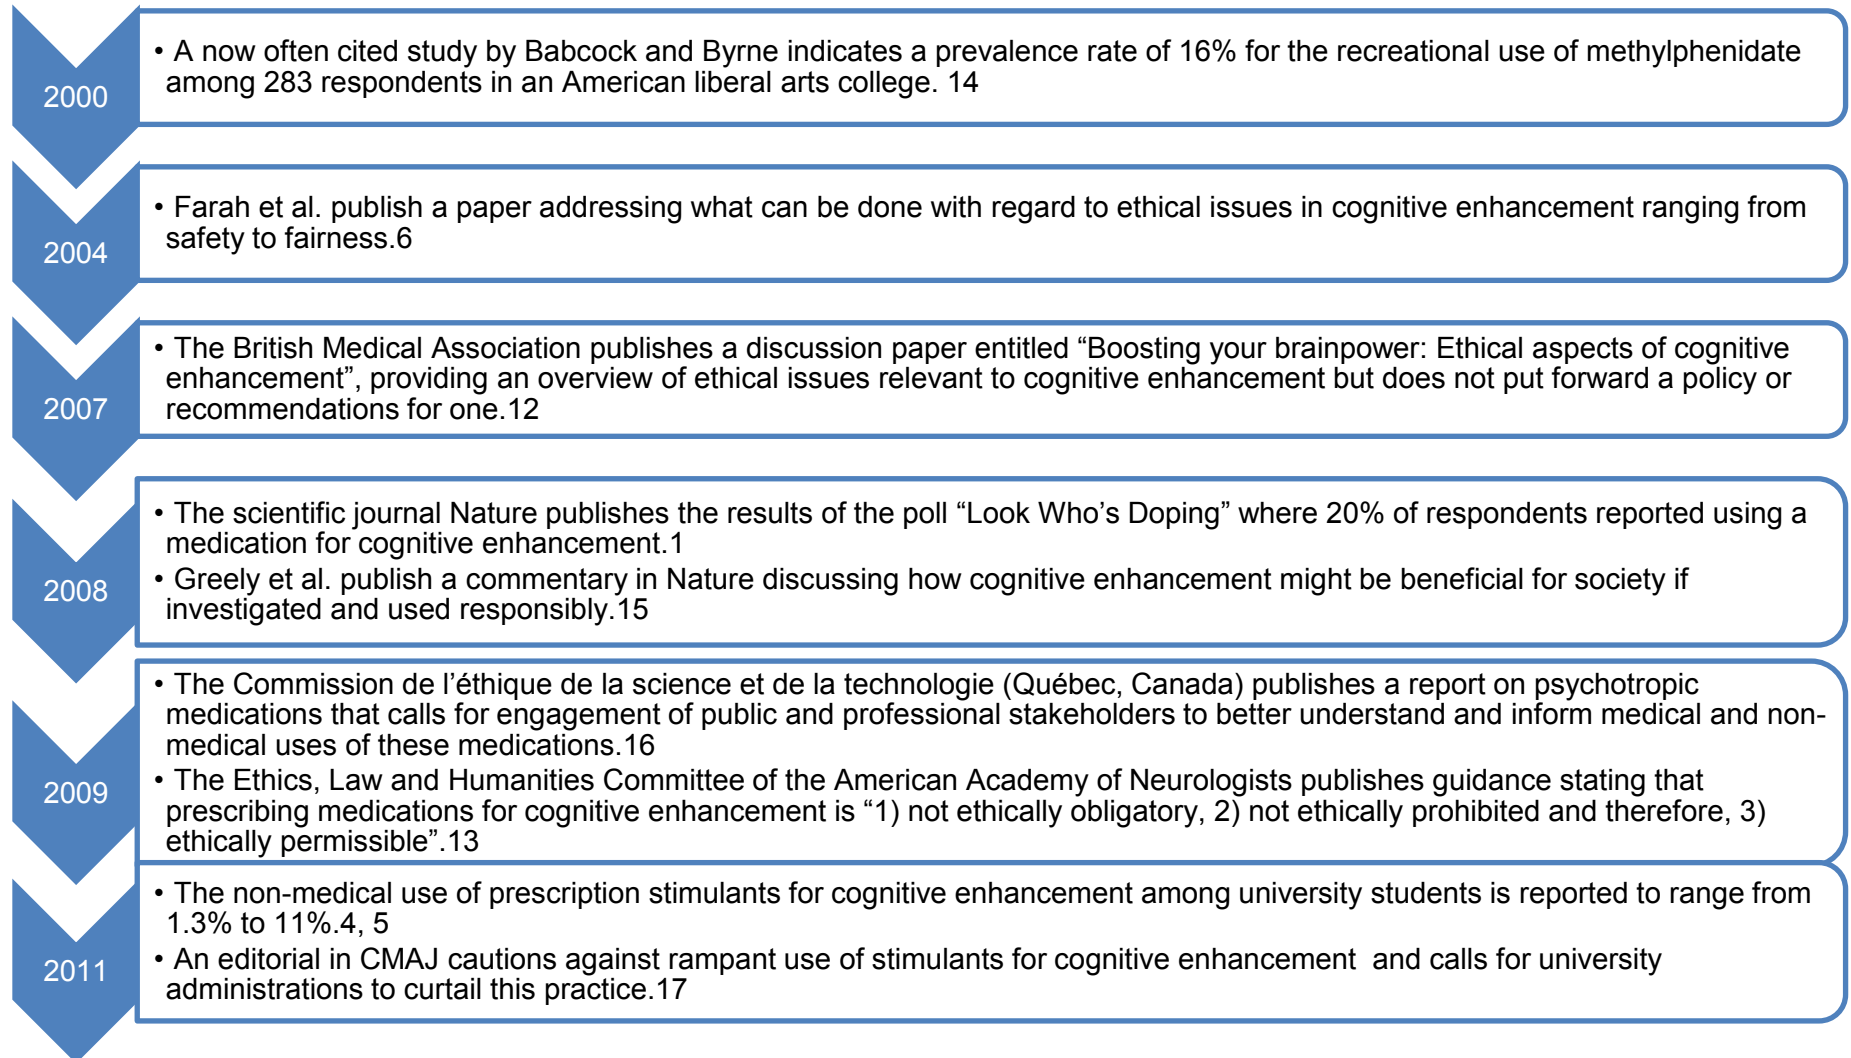 2000
• A now often cited study by Babcock and Byrne indicates a prevalence rate of 16% for the recreational use of methylphenidate
among 283 respondents in an American liberal arts college. 14
2004
• Farah et al. publish a paper addressing what can be done with regard to ethical issues in cognitive enhancement ranging from
safety to fairness.6
2007
• The British Medical Association publishes a discussion paper entitled “Boosting your brainpower: Ethical aspects of cognitive
enhancement”, providing an overview of ethical issues relevant to cognitive enhancement but does not put forward a policy or
recommendations for one.12
2008
• The scientific journal Nature publishes the results of the poll “Look Who’s Doping” where 20% of respondents reported using a
medication for cognitive enhancement.1
• Greely et al. publish a commentary in Nature discussing how cognitive enhancement might be beneficial for society if
investigated and used responsibly.15
2009
• The Commission de l’éthique de la science et de la technologie (Québec, Canada) publishes a report on psychotropic
medications that calls for engagement of public and professional stakeholders to better understand and inform medical and non-
medical uses of these medications.16
• The Ethics, Law and Humanities Committee of the American Academy of Neurologists publishes guidance stating that
prescribing medications for cognitive enhancement is “1) not ethically obligatory, 2) not ethically prohibited and therefore, 3)
ethically permissible”.13
2011
• The non-medical use of prescription stimulants for cognitive enhancement among university students is reported to range from
1.3% to 11%.4, 5
• An editorial in CMAJ cautions against rampant use of stimulants for cognitive enhancement  and calls for university
administrations to curtail this practice.17